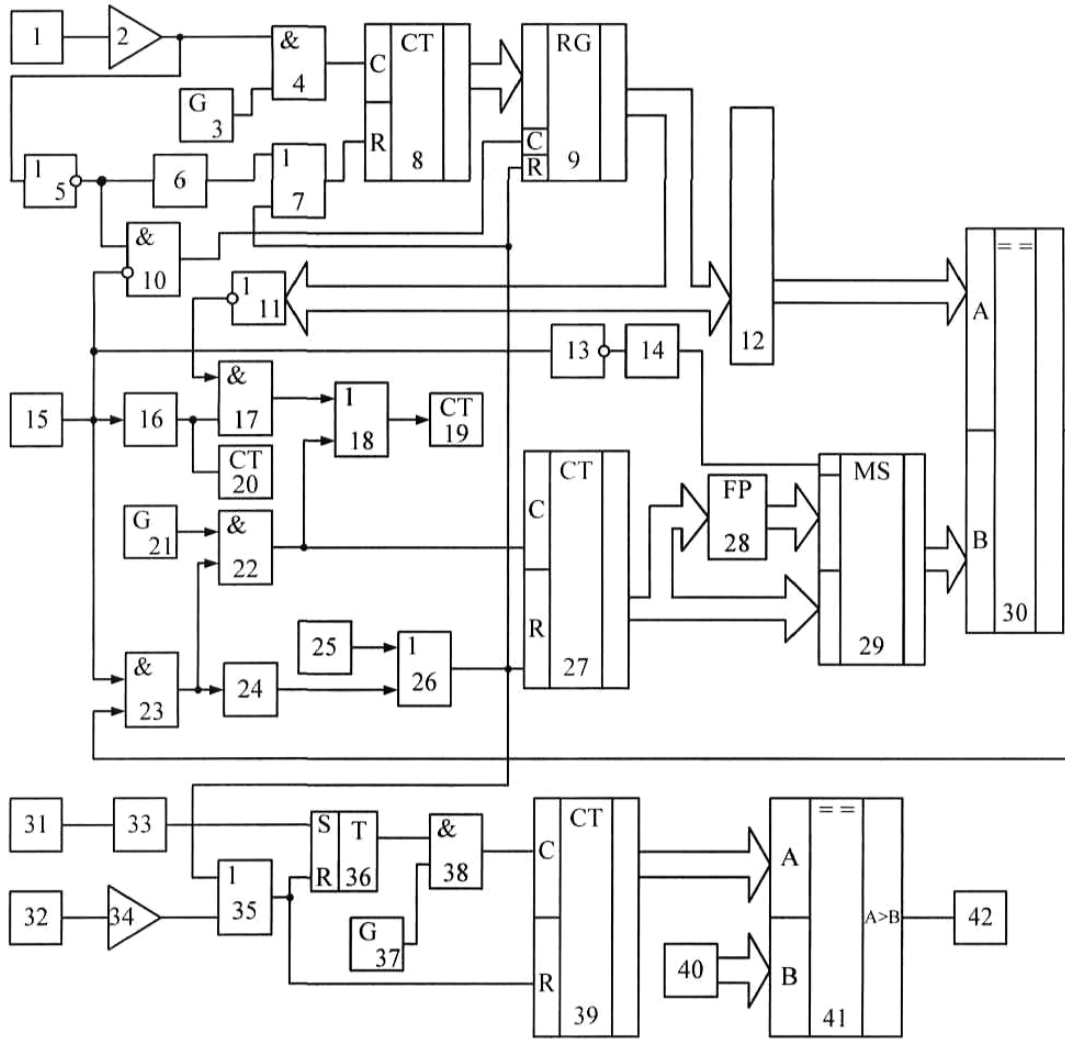 1
2
&
4
G
3
C
CT
R
8
RG
C
R
9
1
5
6
1
7
&
10
1
11
12
A
= =
B
30
13
14
15
16
&
17
1
18
CT
19
CT
20
G
21
&
22
C
CT
R
27
FP
28
MS
29
&
23
24
25
1
26
31
33
S
T
R
36
&
38
C
CT
R
39
A
= =
A>B
B
41
42
32
34
1
35
G
37
40